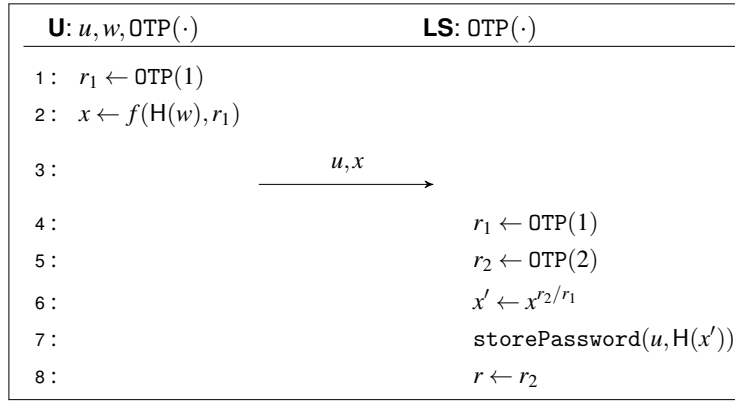 U: u, w, OTP(·) LS: OTP(·)
1 : r₁ ← OTP(1)
2 : x ← f(H(w), r₁)
3 : u, x
4 : r₁ ← OTP(1)
5 : r₂ ← OTP(2)
6 : x′ ← x^{r₂/r₁}
7 : storePassword(u, H(x′))
8 : r ← r₂